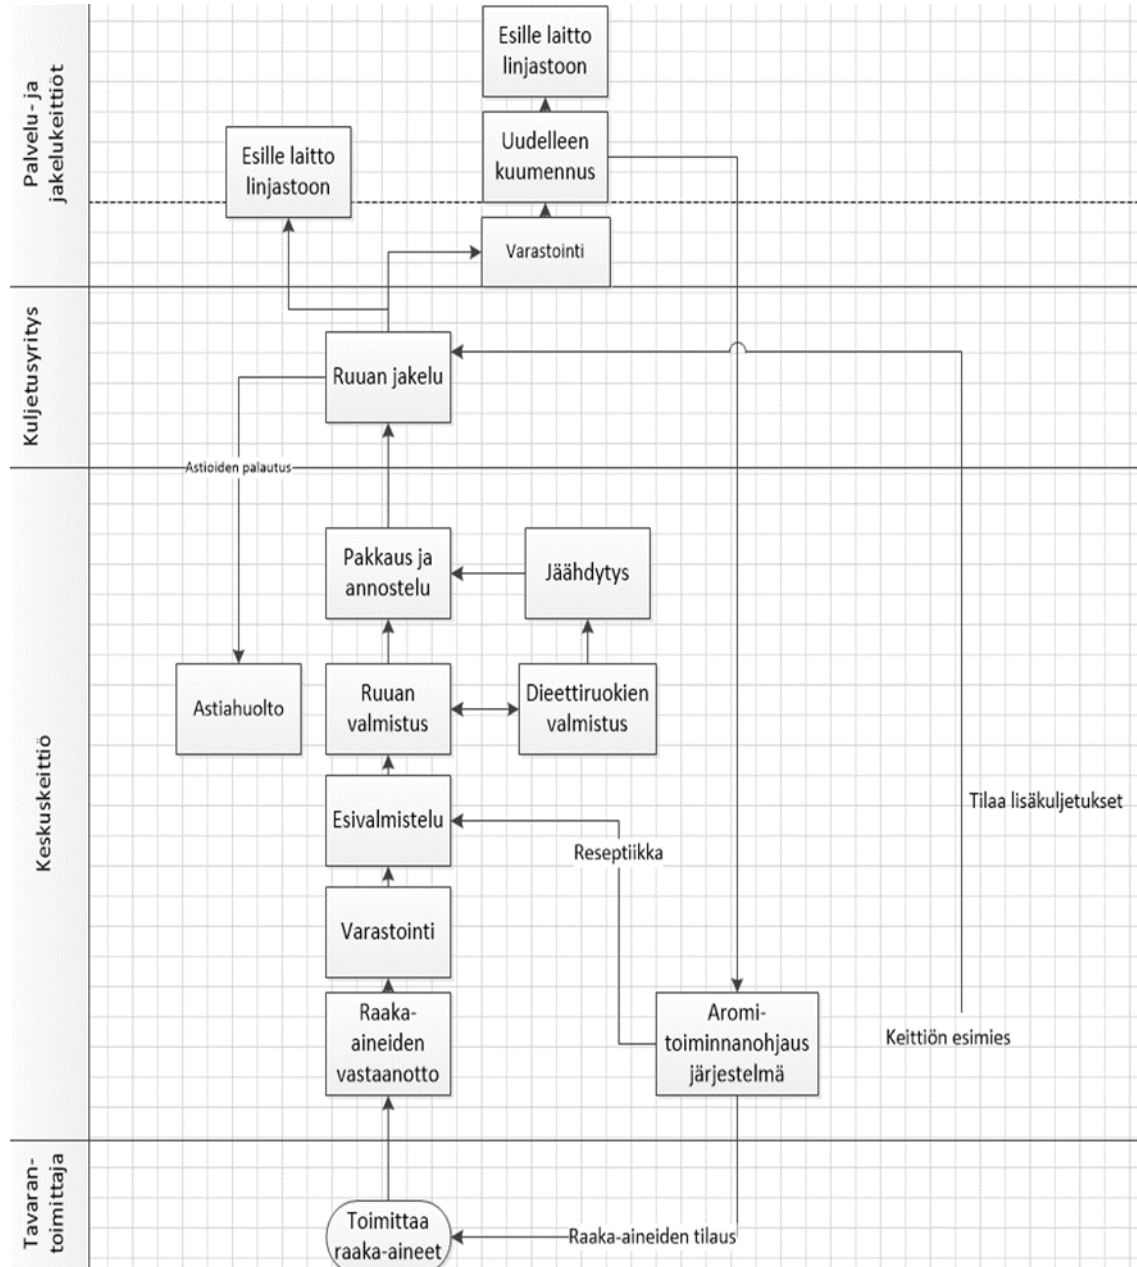 Palvelu- ja
jakelukeittiöt
Esille laitto
linjastoon
Uudelleen
kuumennus
Esille laitto
linjastoon
Varastointi
Kuljetusyritys
Ruuan jakelu
Astioiden palautus
Keskuskeittiö
Pakkaus ja
annostelu
Jäähdytys
Astiahuolto
Ruuan
valmistus
Dieettiruokien
valmistus
Esivalmistelu
Tilaa lisäkuljetukset
Reseptiikka
Varastointi
Raaka-
aineiden
vastaanotto
Aromi-
toiminnanohjaus
järjestelmä
Keittiön esimies
Tavaran-
toimittaja
Toimittaa
raaka-aineet
Raaka-aineiden tilaus